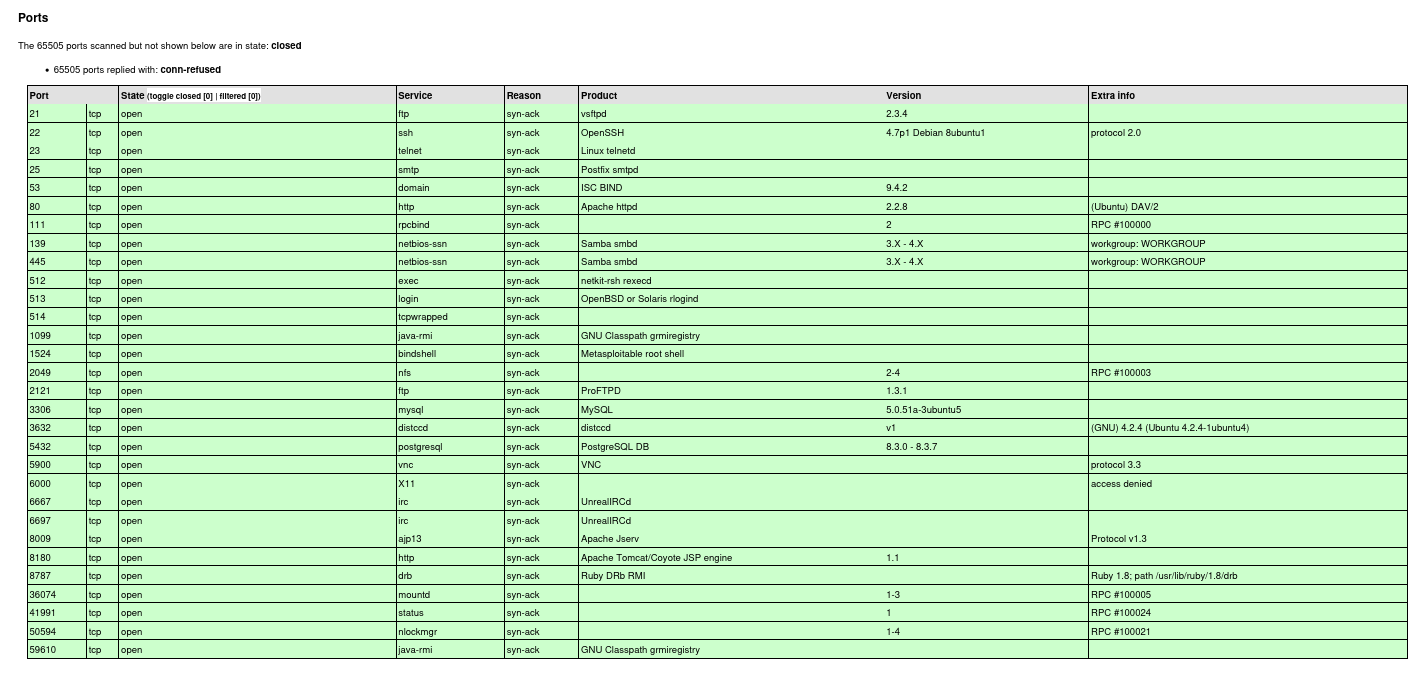 Ports
The 65505 ports scanned but not shown below are in state: closed
• 65505 ports replied with: conn-refused
Port State (toggle closed [0] | filtered [0]) Service Reason Product Version Extra info
21 tcp open ftp syn-ack vsftpd 2.3.4
22 tcp open ssh syn-ack OpenSSH 4.7p1 Debian 8ubuntu1 protocol 2.0
23 tcp open telnet syn-ack Linux telnetd
25 tcp open smtp syn-ack Postfix smtpd
53 tcp open domain syn-ack ISC BIND 9.4.2
80 tcp open http syn-ack Apache httpd 2.2.8 (Ubuntu) DAV/2
111 tcp open rpcbind syn-ack 2 RPC #100000
139 tcp open netbios-ssn syn-ack Samba smbd 3.X - 4.X workgroup: WORKGROUP
445 tcp open netbios-ssn syn-ack Samba smbd 3.X - 4.X workgroup: WORKGROUP
512 tcp open exec syn-ack netkit-rsh rexecd
513 tcp open login syn-ack OpenBSD or Solaris rlogind
514 tcp open tcpwrapped syn-ack
1099 tcp open java-rmi syn-ack GNU Classpath grmiregistry
1524 tcp open bindshell syn-ack Metasploitable root shell
2049 tcp open nfs syn-ack 2-4 RPC #100003
2121 tcp open ftp syn-ack ProFTPD 1.3.1
3306 tcp open mysql syn-ack MySQL 5.0.51a-3ubuntu5
3632 tcp open distccd syn-ack distccd v1 (GNU) 4.2.4 (Ubuntu 4.2.4-1ubuntu4)
5432 tcp open postgresql syn-ack PostgreSQL DB 8.3.0 - 8.3.7
5900 tcp open vnc syn-ack VNC protocol 3.3
6000 tcp open X11 syn-ack access denied
6667 tcp open irc syn-ack UnrealIRCd
6697 tcp open irc syn-ack UnrealIRCd
8009 tcp open ajp13 syn-ack Apache Jserv Protocol v1.3
8180 tcp open http syn-ack Apache Tomcat/Coyote JSP engine 1.1
8787 tcp open drb syn-ack Ruby DRb RMI Ruby 1.8; path /usr/lib/ruby/1.8/drb
36074 tcp open mountd syn-ack 1-3 RPC #100005
41991 tcp open status syn-ack 1 RPC #100024
50594 tcp open nlockmgr syn-ack 1-4 RPC #100021
59610 tcp open java-rmi syn-ack GNU Classpath grmiregistry